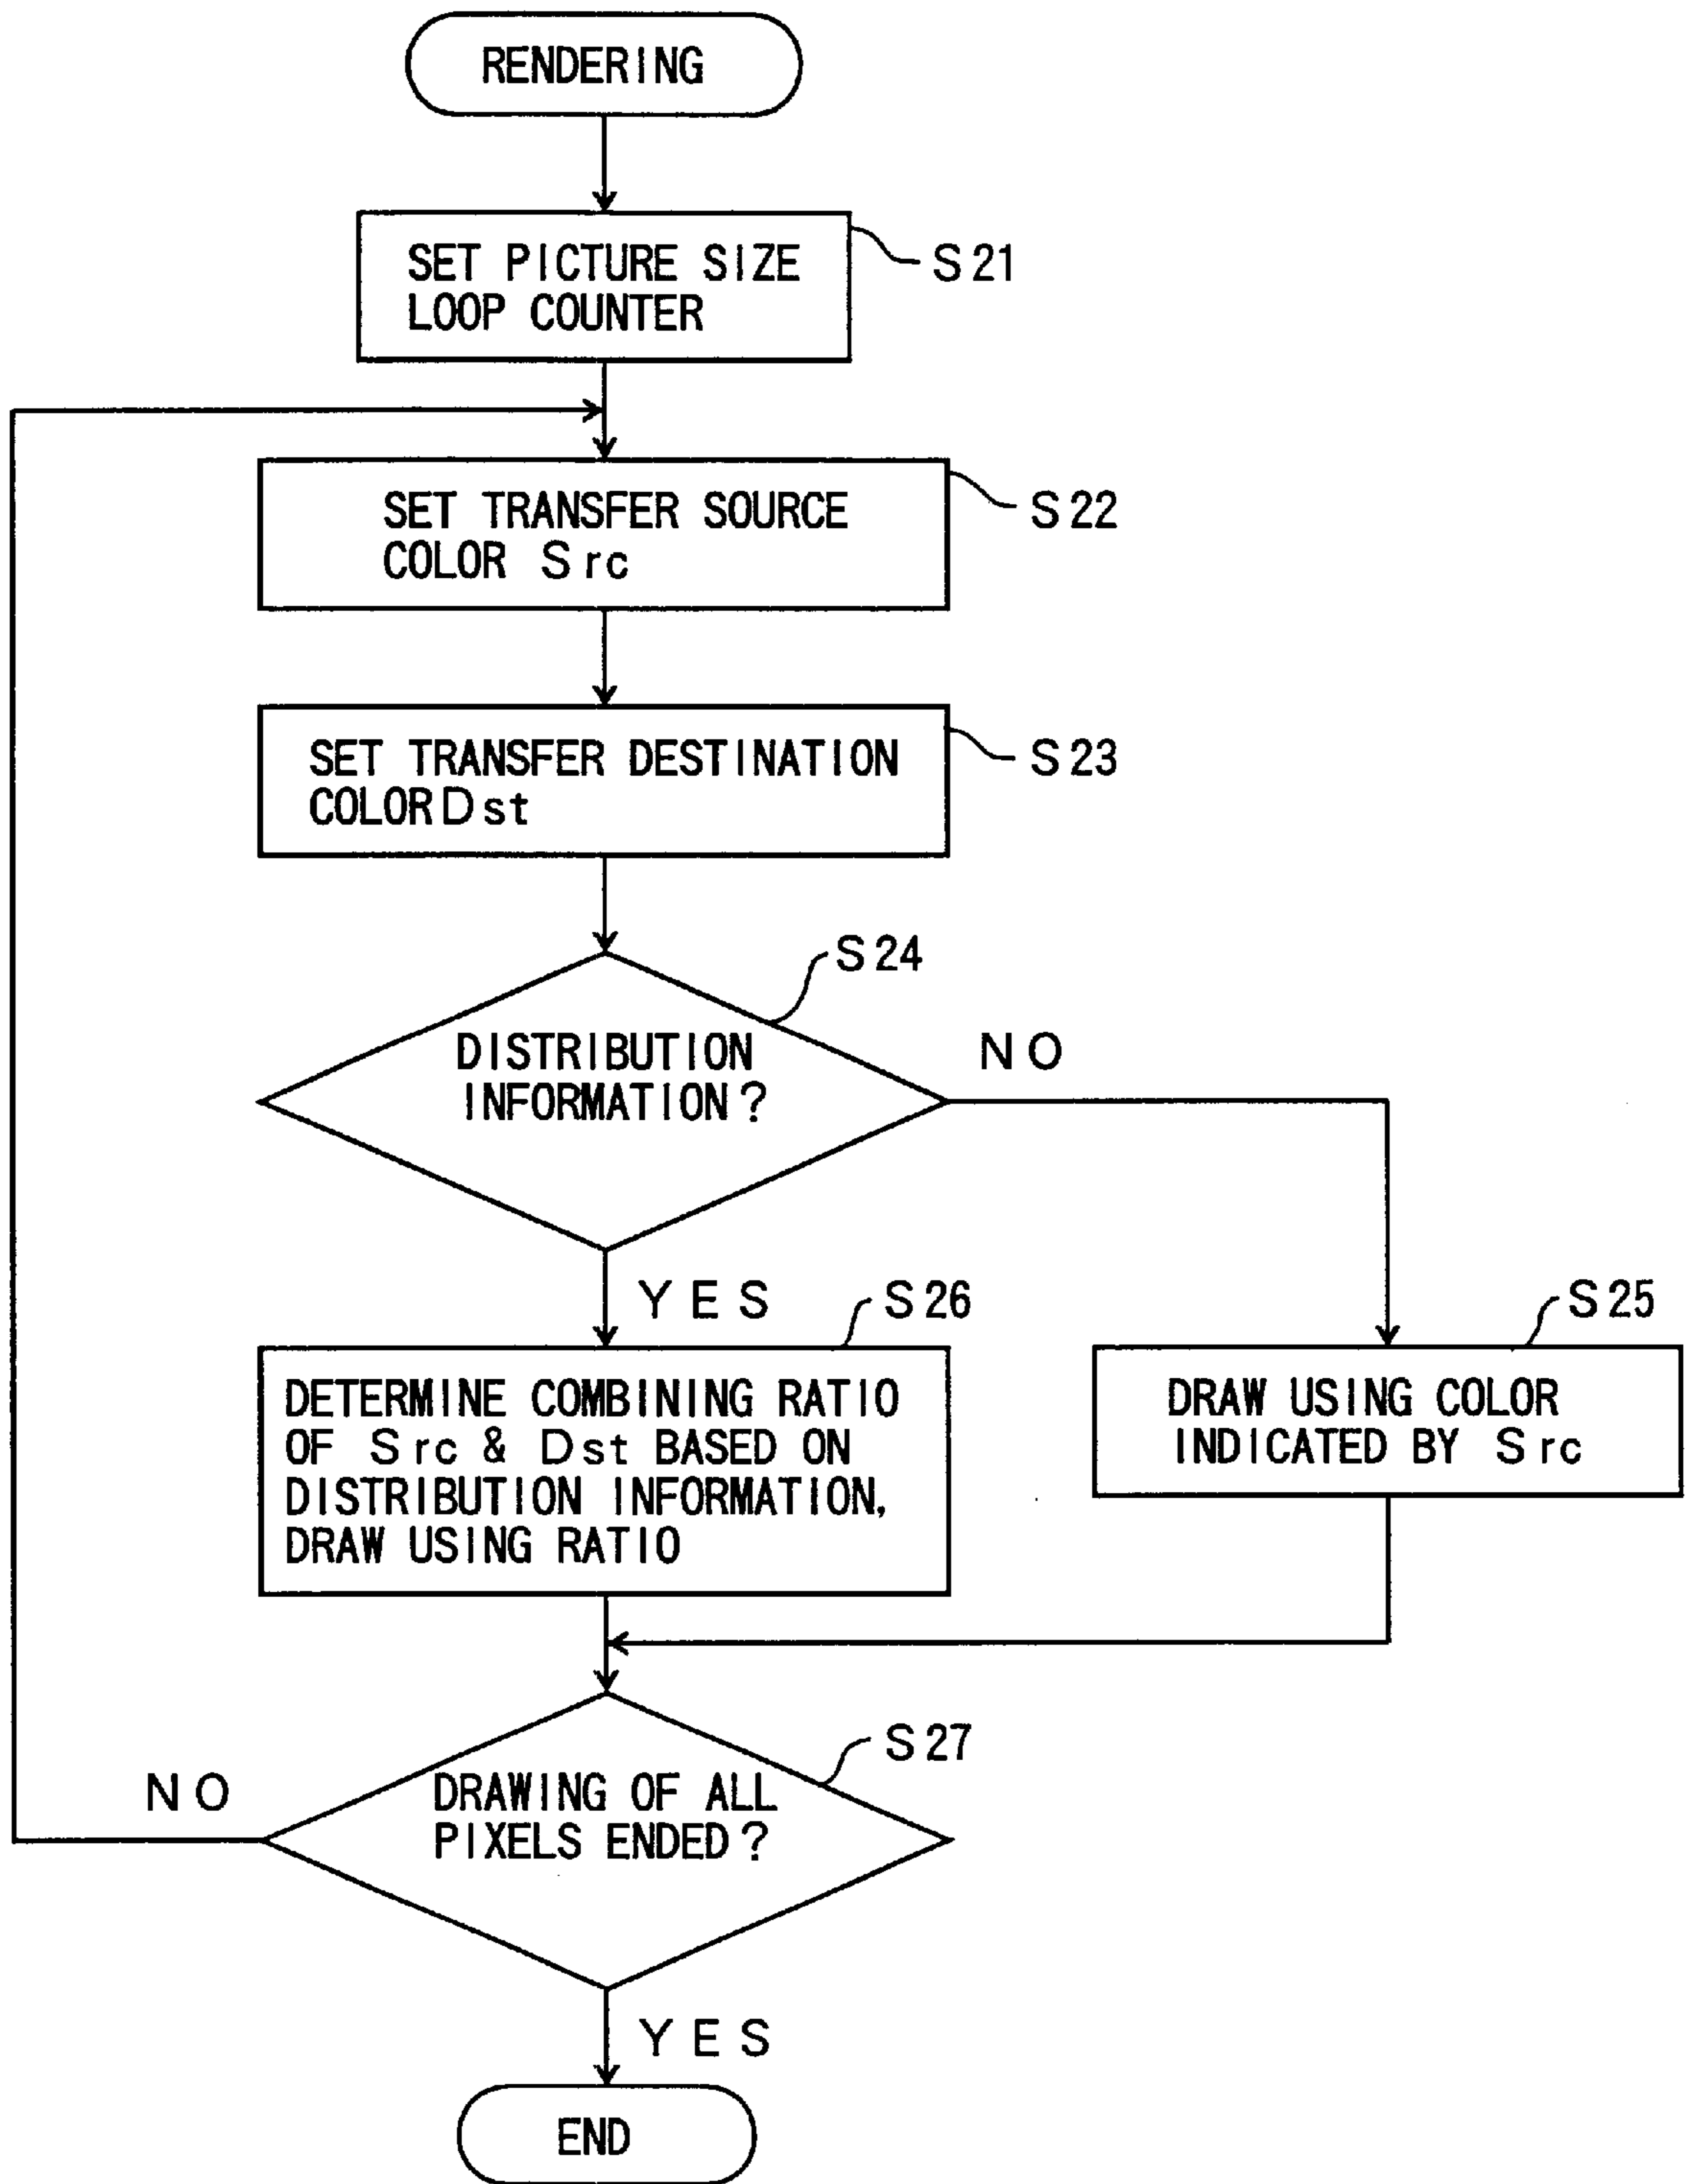 RENDERING
SET PICTURE SIZE
LOOP COUNTER
S21
SET TRANSFER SOURCE
COLOR Src
S22
SET TRANSFER DESTINATION
COLOR Dst
S23
S24
DISTRIBUTION
INFORMATION?
NO
YES
S26
DETERMINE COMBINING RATIO
OF Src & Dst BASED ON
DISTRIBUTION INFORMATION,
DRAW USING RATIO
S25
DRAW USING COLOR
INDICATED BY Src
S27
DRAWING OF ALL
PIXELS ENDED?
NO
YES
END